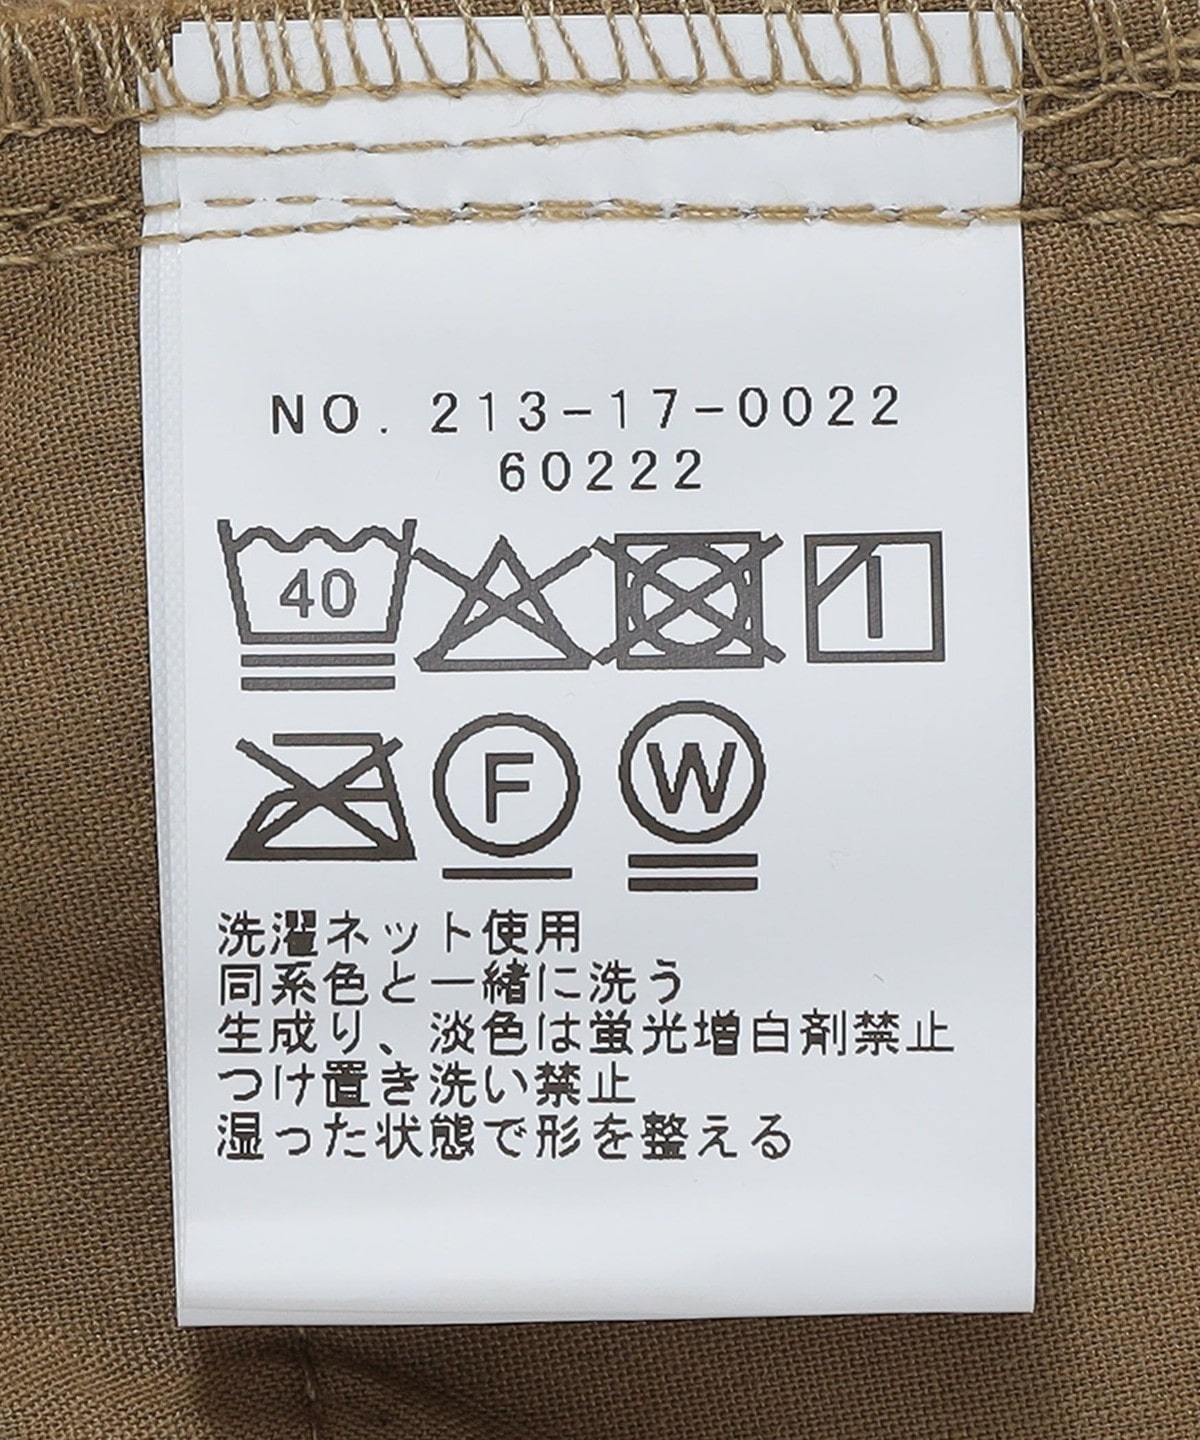 NO. 213-17-0022
60222
40
F
W
洗濯ネット使用
同系色と一緒に洗う
生成り、淡色は蛍光増白剤禁止
つけ置き洗い禁止
湿った状態で形を整える